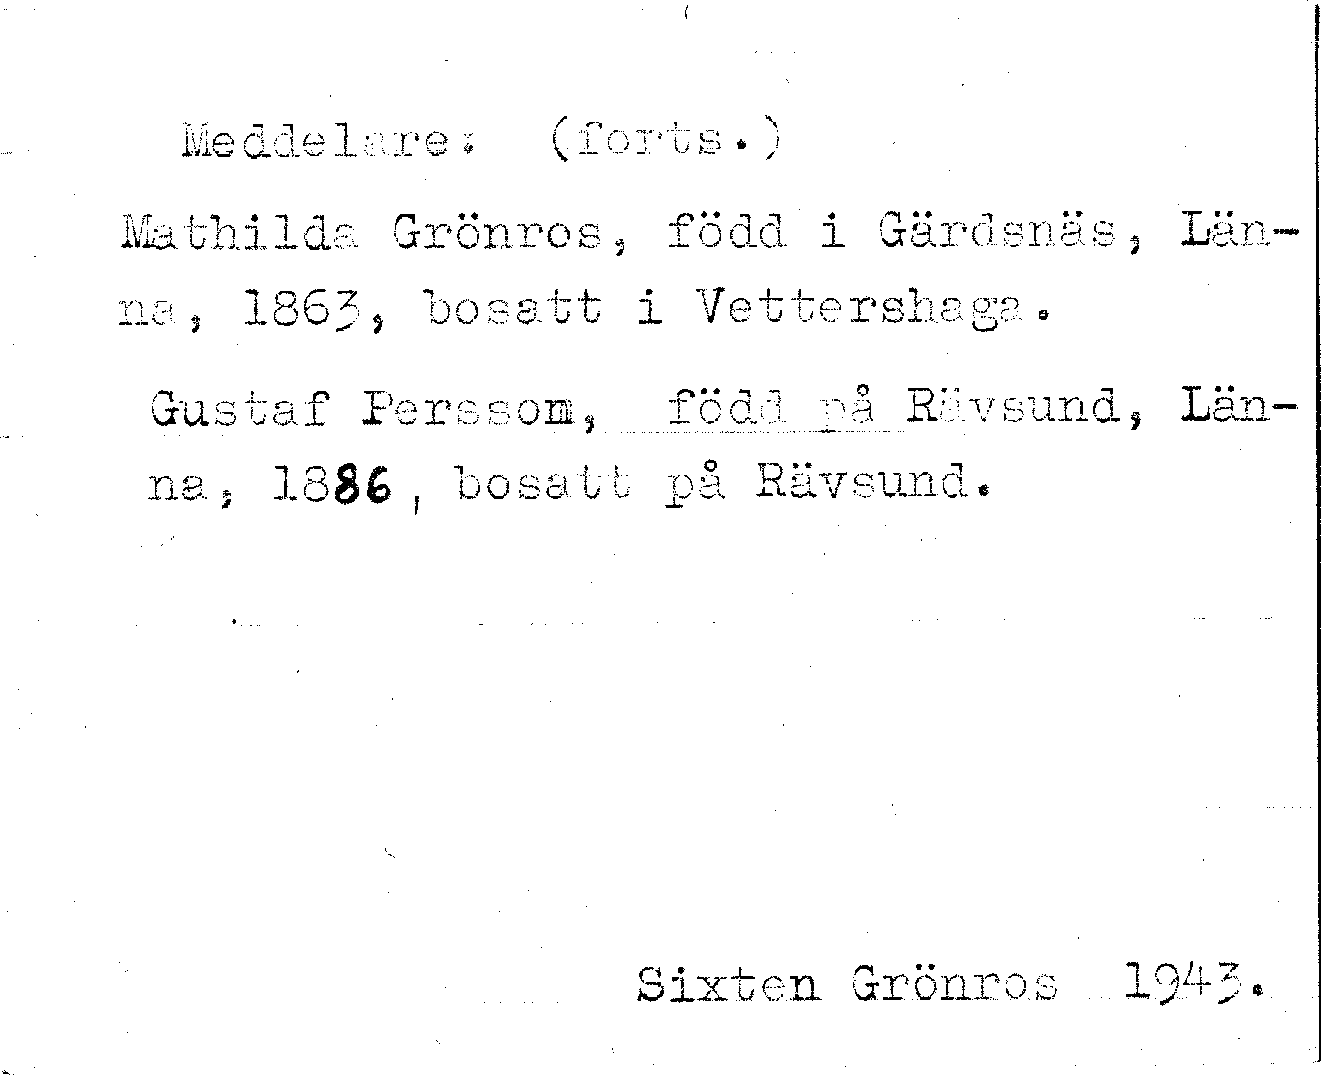 Meddelare: (forts.)
Mathilda Grönros, född i Gärdsnäs, Län-
na, 1863, bosatt i Vettershaga.
Gustaf Persson, född på Rävsund, Län-
na, 1886, bosatt på Rävsund.
Sixten Grönros 1943.